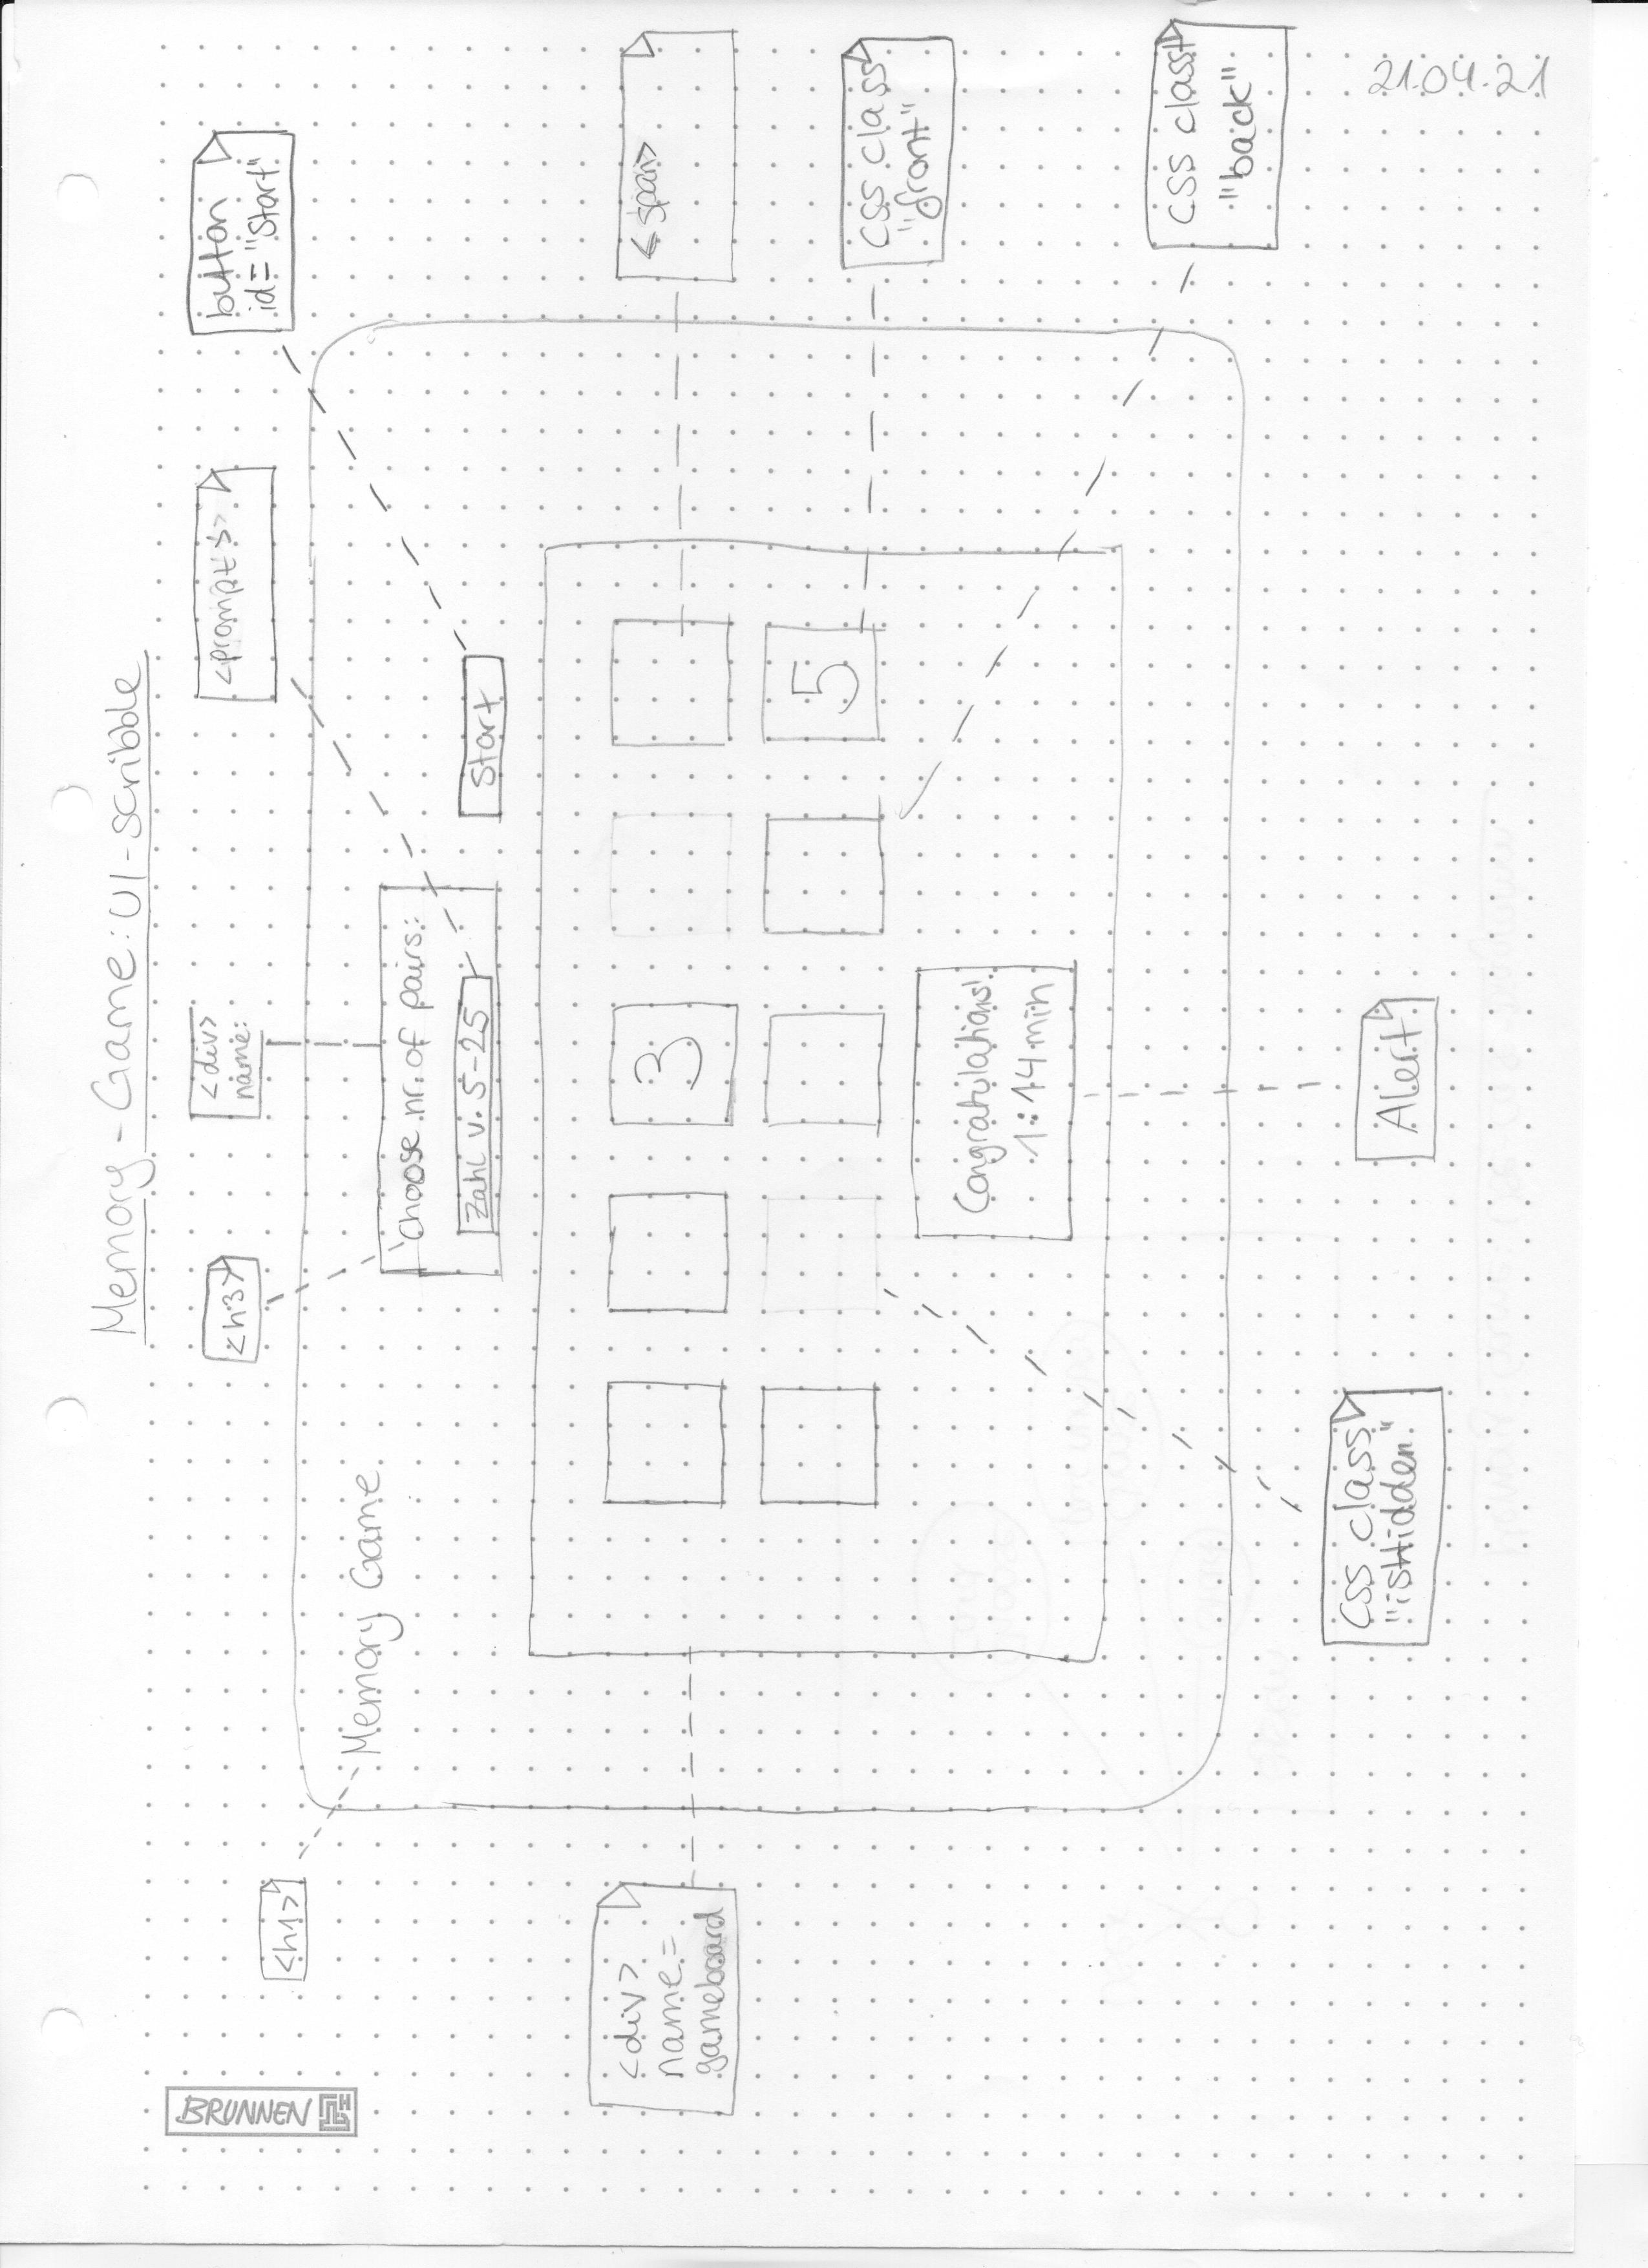 Memory-Game: UI-scribble
BRUNNEN
<h1>
<h3>
<div>
name:
<prompt>
button
id="Start"
Memory Game
Choose nr. of pairs:
Zahl v. 5-25
Start
<div>
name=
gameboard
3
<span>
5
css class
"front"
Congratulations!
1:14 min
css class
"back"
css class
"isHidden"
Alert
21.04.21